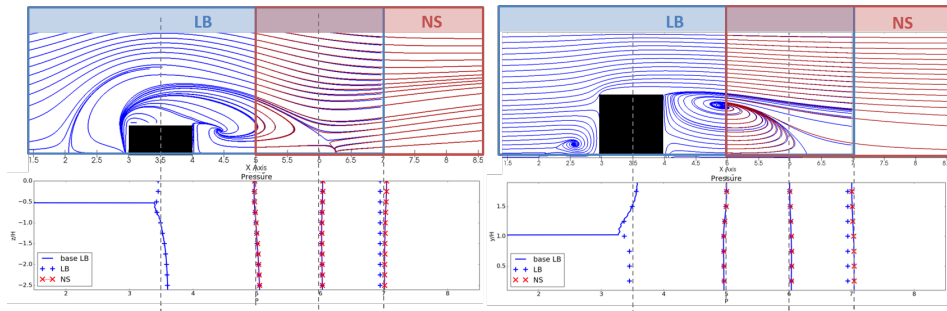 LB
NS
1.5 2 2.5 3 3.5 4 4.5 5 5.5 6 6.5 7 7.5 8 8.5
X Axis
Pressure
z/H
0.0
−0.5
−1.0
−1.5
−2.0
−2.5
base LB
LB
NS
2 3 4 5 6 7 8
P
LB
NS
1.5 2 2.5 3 3.5 4 4.5 5 5.5 6 6.5 7 7.5 8 8.5
X Axis
Pressure
y/H
1.5
1.0
0.5
base LB
LB
NS
2 3 4 5 6 7 8
P